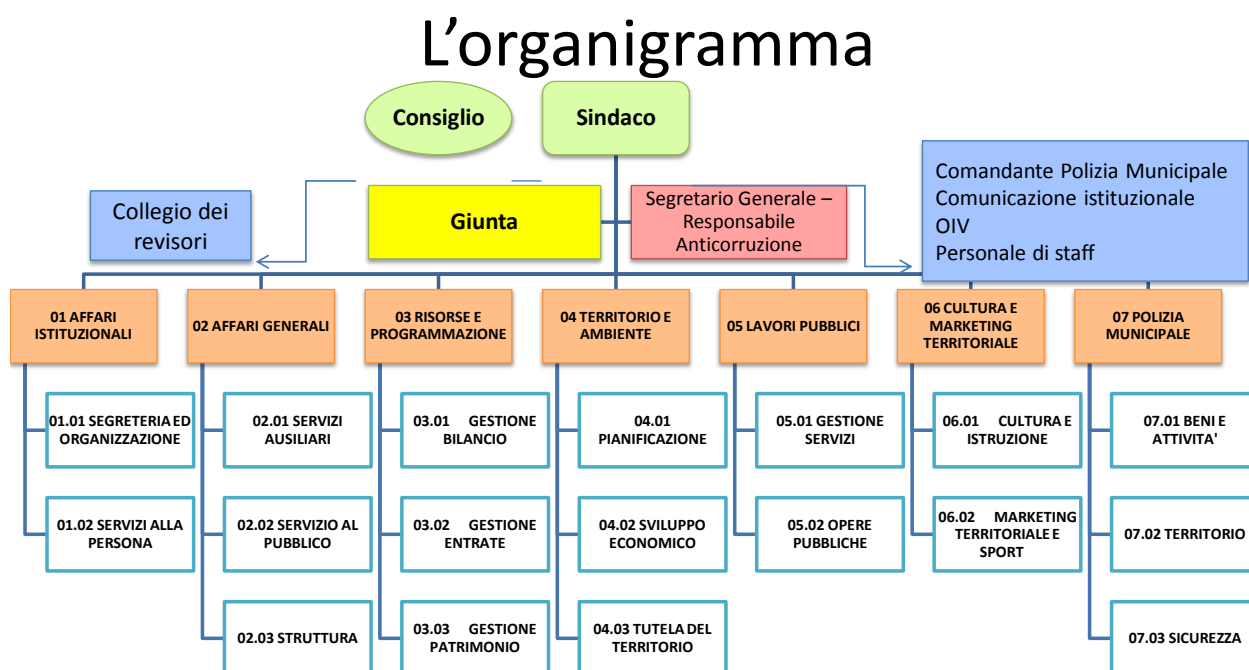 L'organigramma
Consiglio
Sindaco
Collegio dei
revisori
Giunta
Segretario Generale –
Responsabile
Anticorruzione
Comandante Polizia Municipale
Comunicazione istituzionale
OIV
Personale di staff
01 AFFARI
ISTITUZIONALI
02 AFFARI GENERALI
03 RISORSE E
PROGRAMMAZIONE
04 TERRITORIO E
AMBIENTE
05 LAVORI PUBBLICI
06 CULTURA E
MARKETING
TERRITORIALE
07 POLIZIA
MUNICIPALE
01.01 SEGRETERIA ED
ORGANIZZAZIONE
02.01 SERVIZI
AUSILIARI
03.01 GESTIONE
BILANCIO
04.01
PIANIFICAZIONE
05.01 GESTIONE
SERVIZI
06.01 CULTURA E
ISTRUZIONE
07.01 BENI E
ATTIVITA'
01.02 SERVIZI ALLA
PERSONA
02.02 SERVIZIO AL
PUBBLICO
03.02 GESTIONE
ENTRATE
04.02 SVILUPPO
ECONOMICO
05.02 OPERE
PUBBLICHE
06.02 MARKETING
TERRITORIALE E
SPORT
07.02 TERRITORIO
02.03 STRUTTURA
03.03 GESTIONE
PATRIMONIO
04.03 TUTELA DEL
TERRITORIO
07.03 SICUREZZA